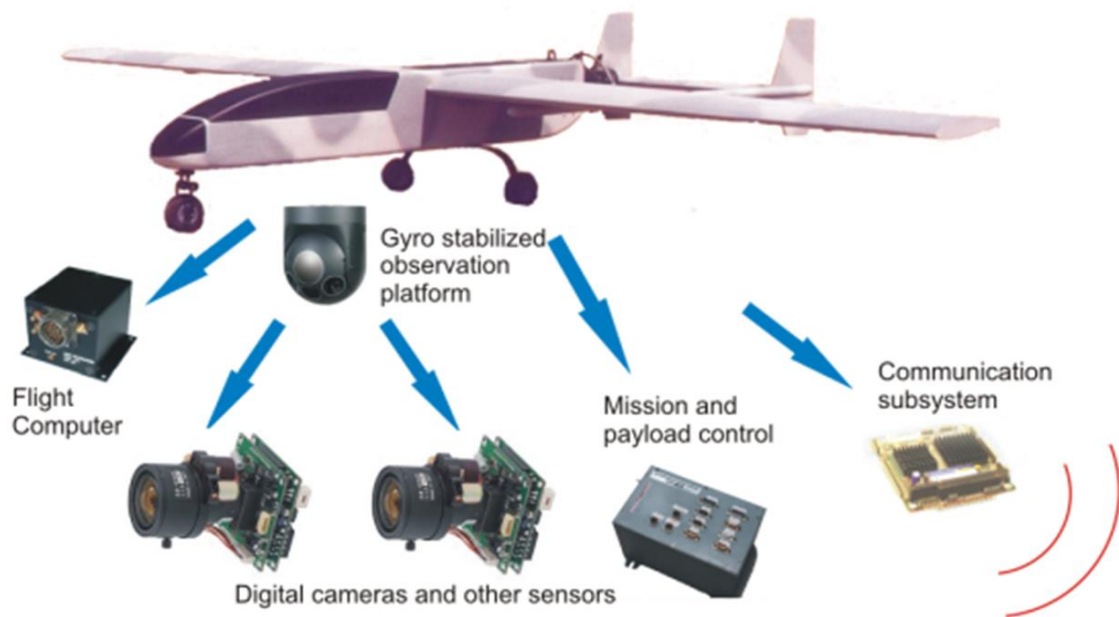 Gyro stabilized
observation
platform
Flight
Computer
Mission and
payload control
Communication
subsystem
Digital cameras and other sensors